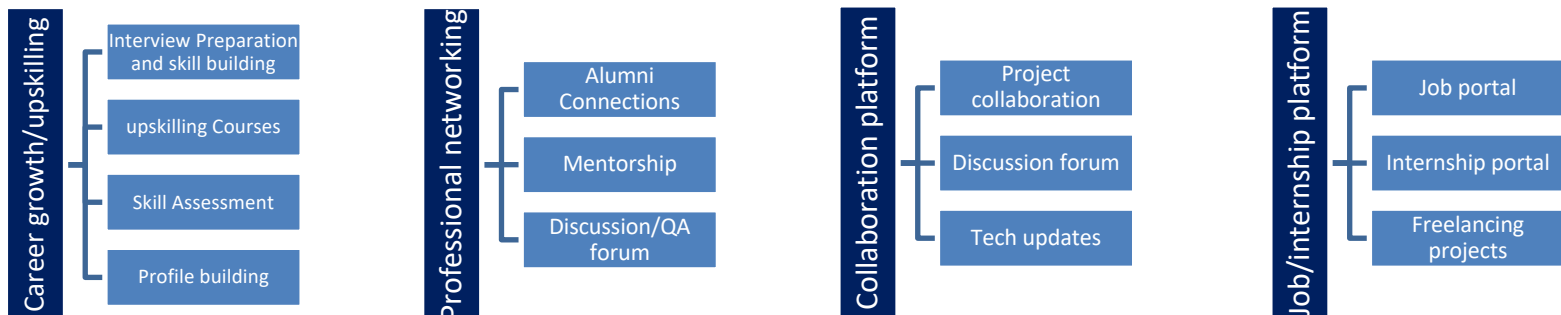 Career growth/upskilling
Interview Preparation
and skill building
upskilling Courses
Skill Assessment
Profile building
Professional networking
Alumni
Connections
Mentorship
Discussion/QA
forum
Collaboration platform
Project
collaboration
Discussion forum
Tech updates
Job/internship platform
Job portal
Internship portal
Freelancing
projects